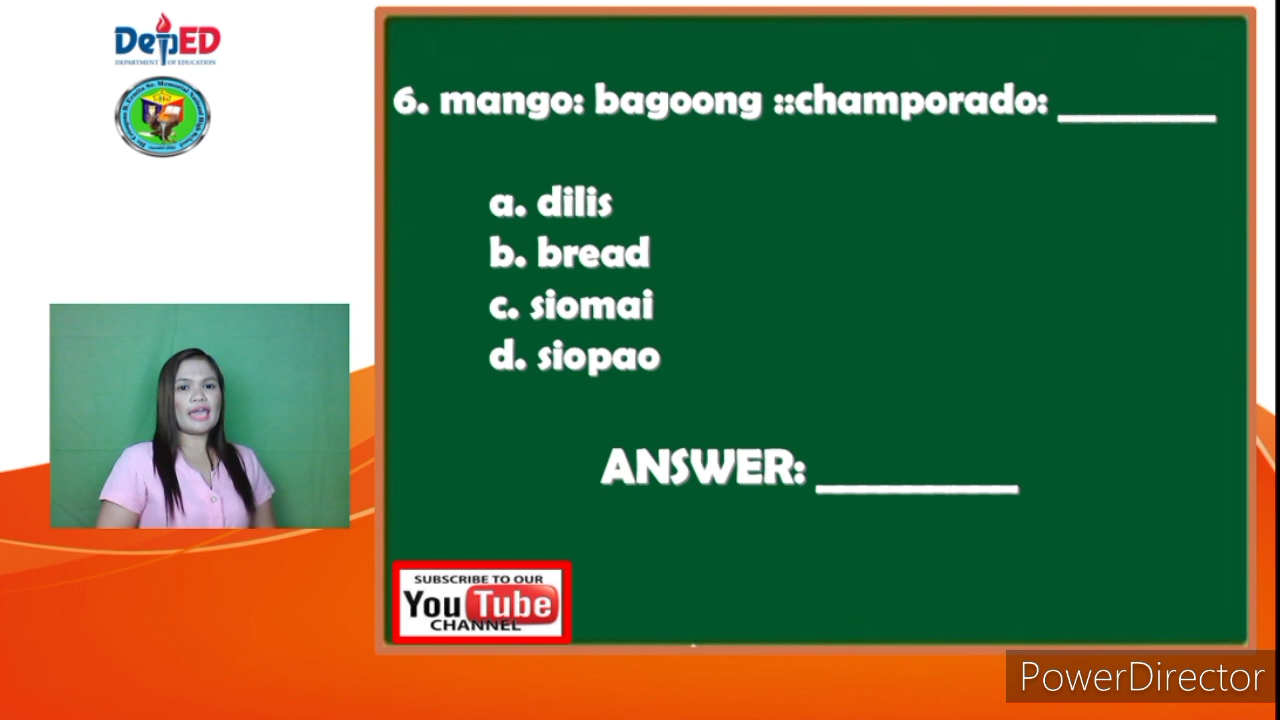 DepED
DEPARTMENT OF EDUCATION
6. mango: bagoong ::champorado: ________
a. dilis
b. bread
c. siomai
d. siopao
ANSWER: __________
SUBSCRIBE TO OUR
YouTube
CHANNEL
PowerDirector